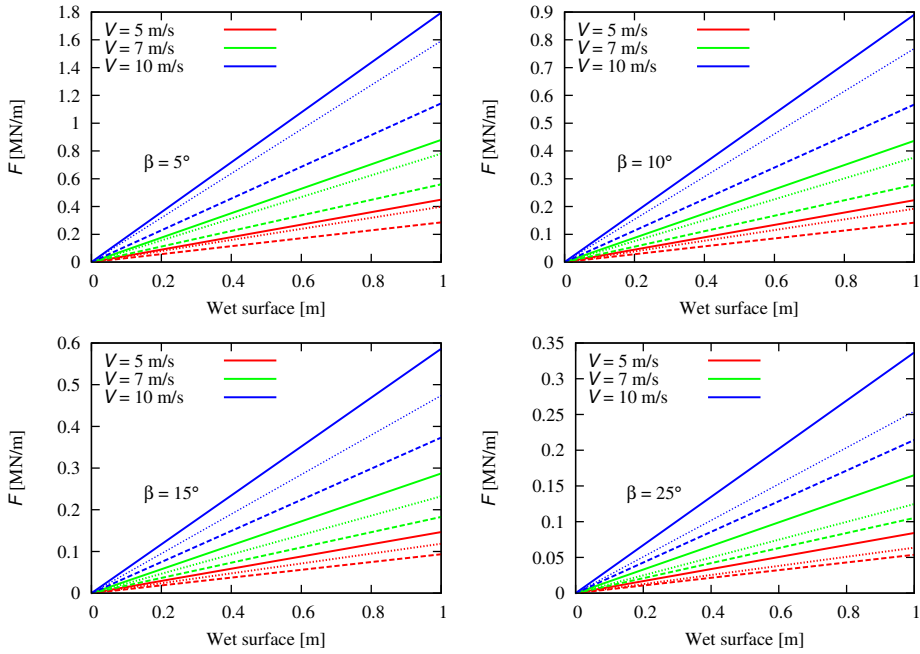 1.8
1.6
1.4
1.2
1
0.8
0.6
0.4
0.2
0
F [MN/m]
V = 5 m/s
V = 7 m/s
V = 10 m/s
β = 5°
0 0.2 0.4 0.6 0.8 1
Wet surface [m]
0.9
0.8
0.7
0.6
0.5
0.4
0.3
0.2
0.1
0
F [MN/m]
V = 5 m/s
V = 7 m/s
V = 10 m/s
β = 10°
0 0.2 0.4 0.6 0.8 1
Wet surface [m]
0.6
0.5
0.4
0.3
0.2
0.1
0
F [MN/m]
V = 5 m/s
V = 7 m/s
V = 10 m/s
β = 15°
0 0.2 0.4 0.6 0.8 1
Wet surface [m]
0.35
0.3
0.25
0.2
0.15
0.1
0.05
0
F [MN/m]
V = 5 m/s
V = 7 m/s
V = 10 m/s
β = 25°
0 0.2 0.4 0.6 0.8 1
Wet surface [m]